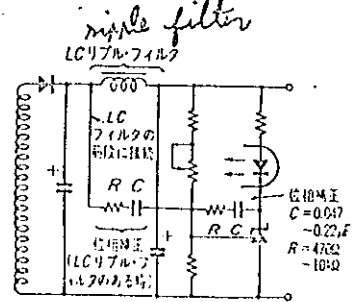 ripple filter
LCリプル・フィルタ
LC
フィルタの
前段に接続
R C
位相補正
(LCリプル・フ
ィルタのある時)
R C
位相補正
C=0.047
~0.22μF
R=470Ω
~10kΩ